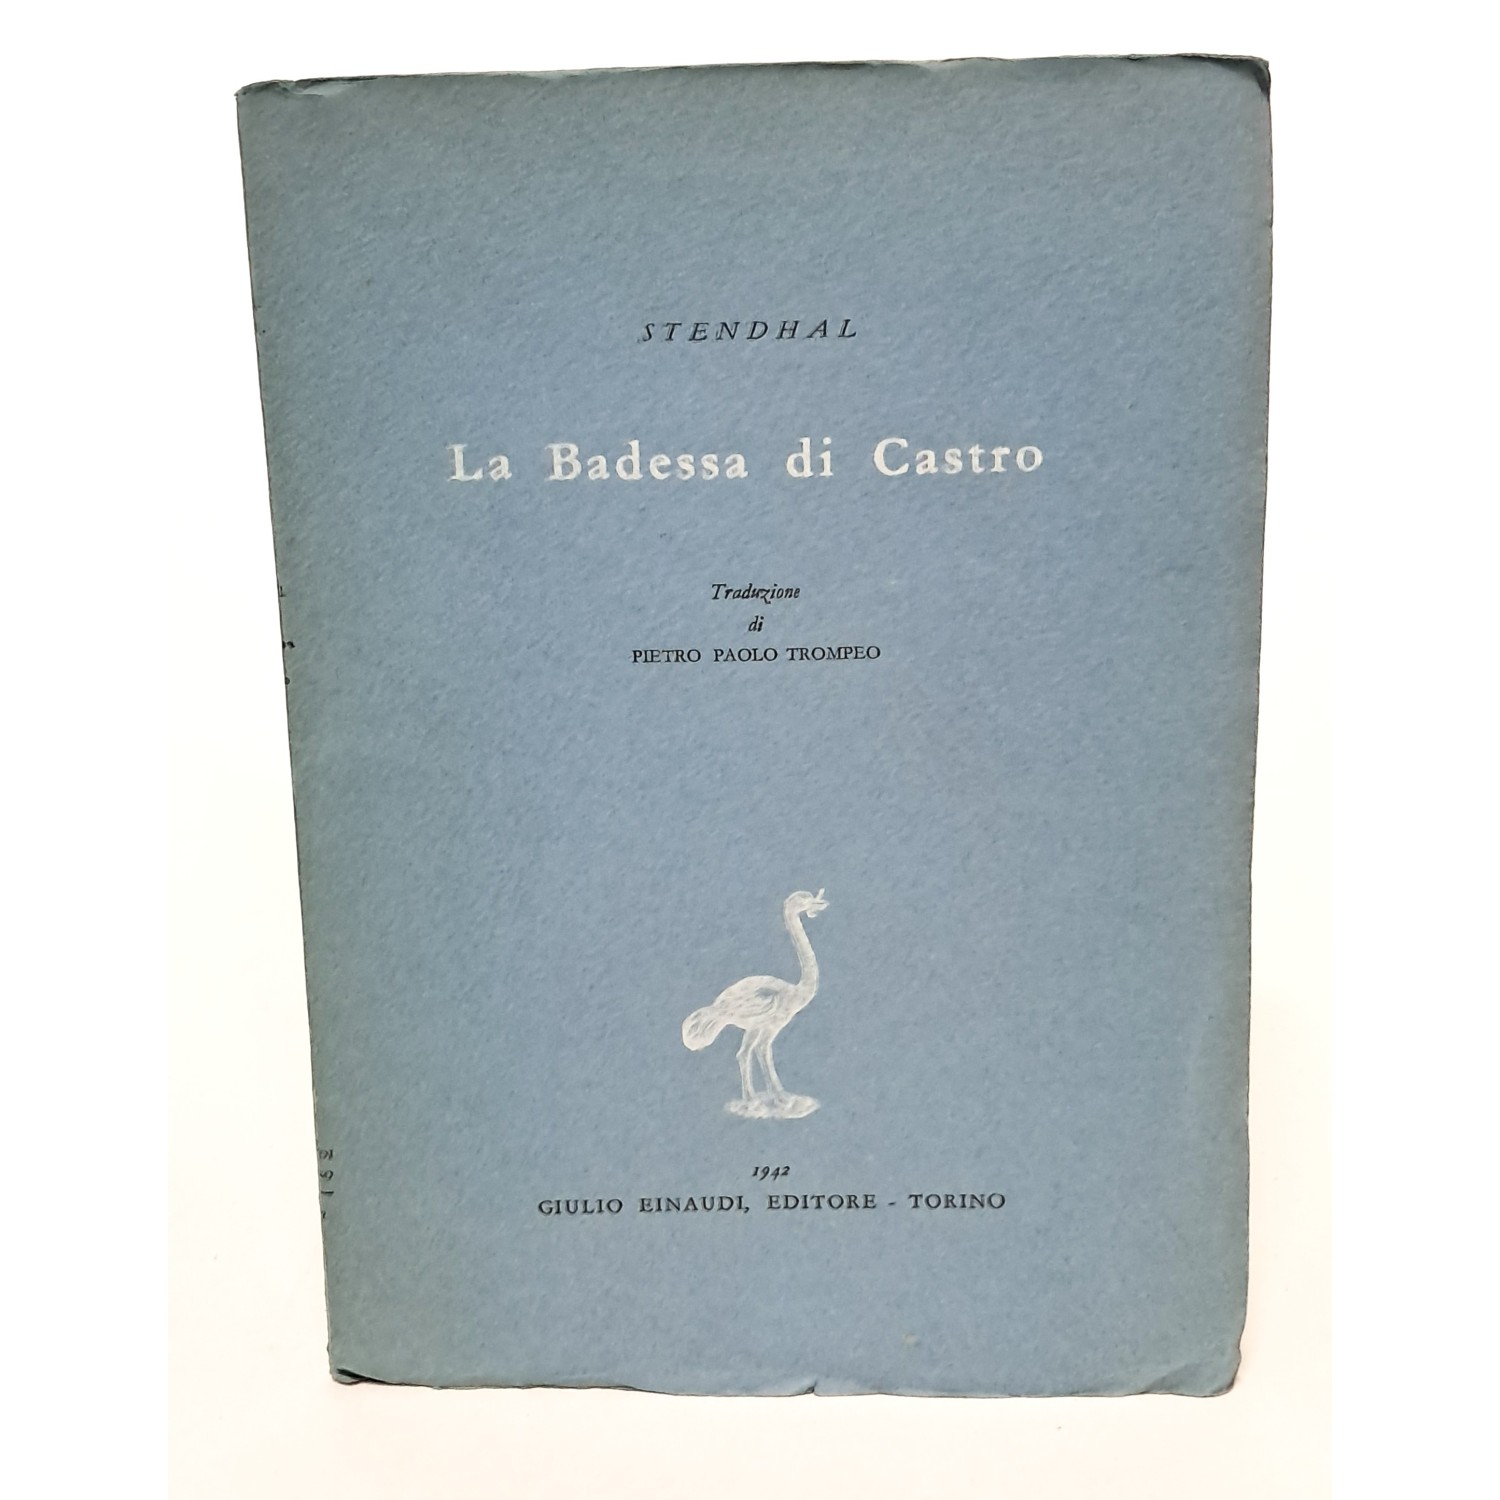 STENDHAL
La Badessa di Castro
Traduzione
di
PIETRO PAOLO TROMPEO
1942
GIULIO EINAUDI, EDITORE - TORINO